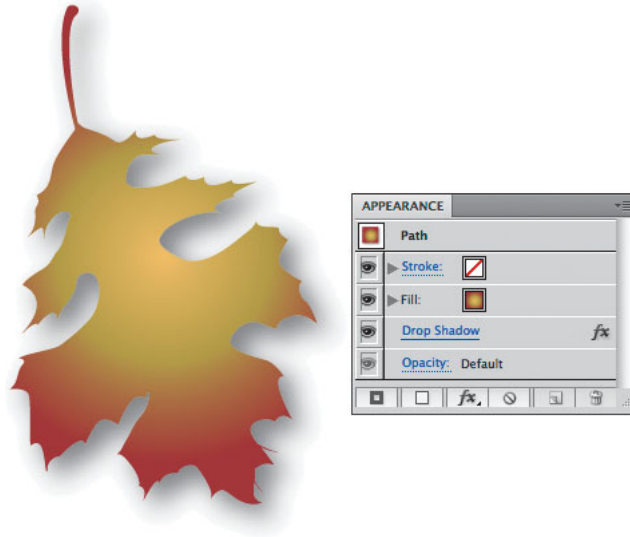 APPEARANCE
Path
Stroke:
Fill:
Drop Shadow fx
Opacity: Default
fx